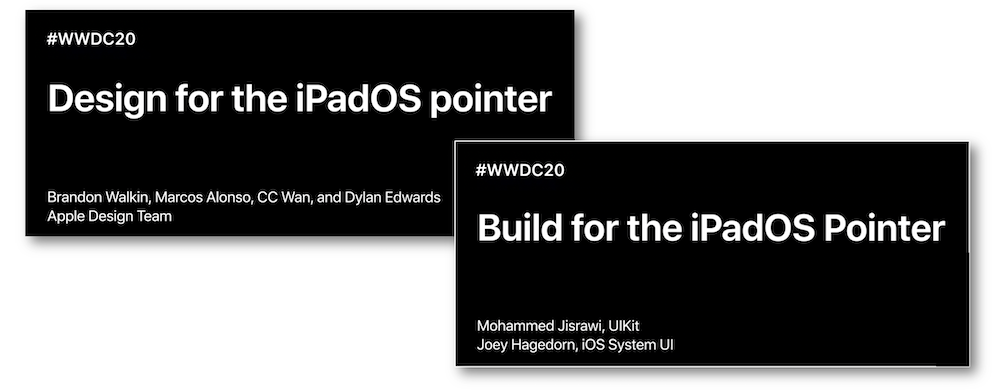 #WWDC20
Design for the iPadOS pointer
Brandon Walkin, Marcos Alonso, CC Wan, and Dylan Edwards
Apple Design Team
#WWDC20
Build for the iPadOS Pointer
Mohammed Jisrawi, UIKit
Joey Hagedorn, iOS System UI